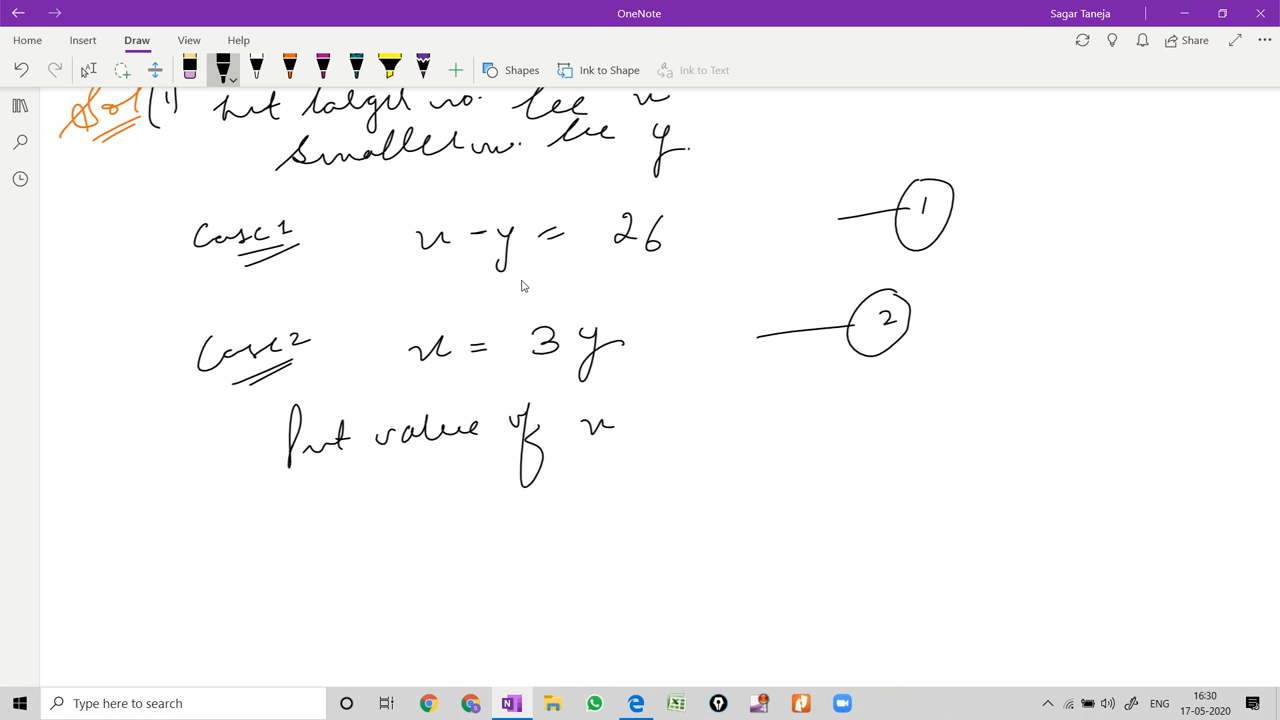 OneNote
Sagar Taneja
Home Insert Draw View Help
Share
Shapes Ink to Shape Ink to Text
Sol (1) Let larger no. be x
Smaller no. be y.
Case 1 x - y = 26 1
Case 2 x = 3y 2
Put value of x
Type here to search
ENG
16:30
17-05-2020